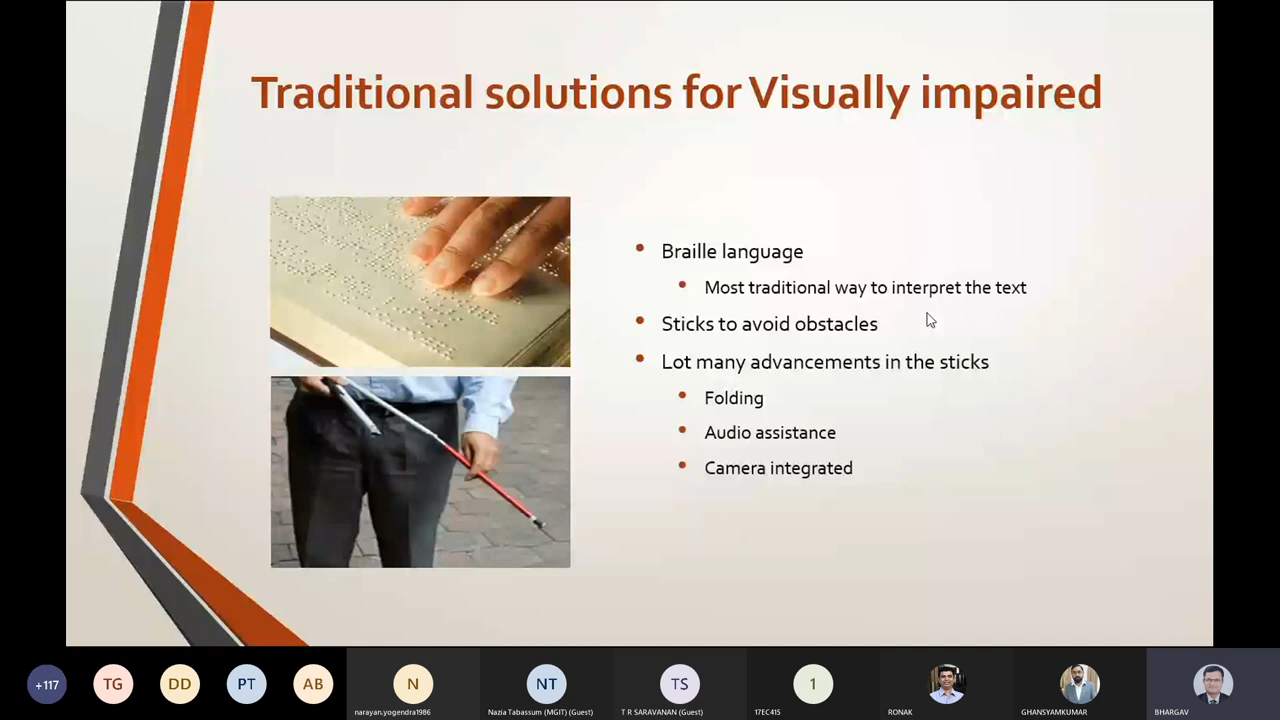 Traditional solutions for Visually impaired
Braille language
Most traditional way to interpret the text
Sticks to avoid obstacles
Lot many advancements in the sticks
Folding
Audio assistance
Camera integrated
+117
TG
DD
PT
AB
N
NT
TS
1
narayan.yogendra1986
Nazia Tabassum (MGIT) (Guest)
T R SARAVANAN (Guest)
17EC415
RONAK
GHANSYAMKUMAR
BHARGAV